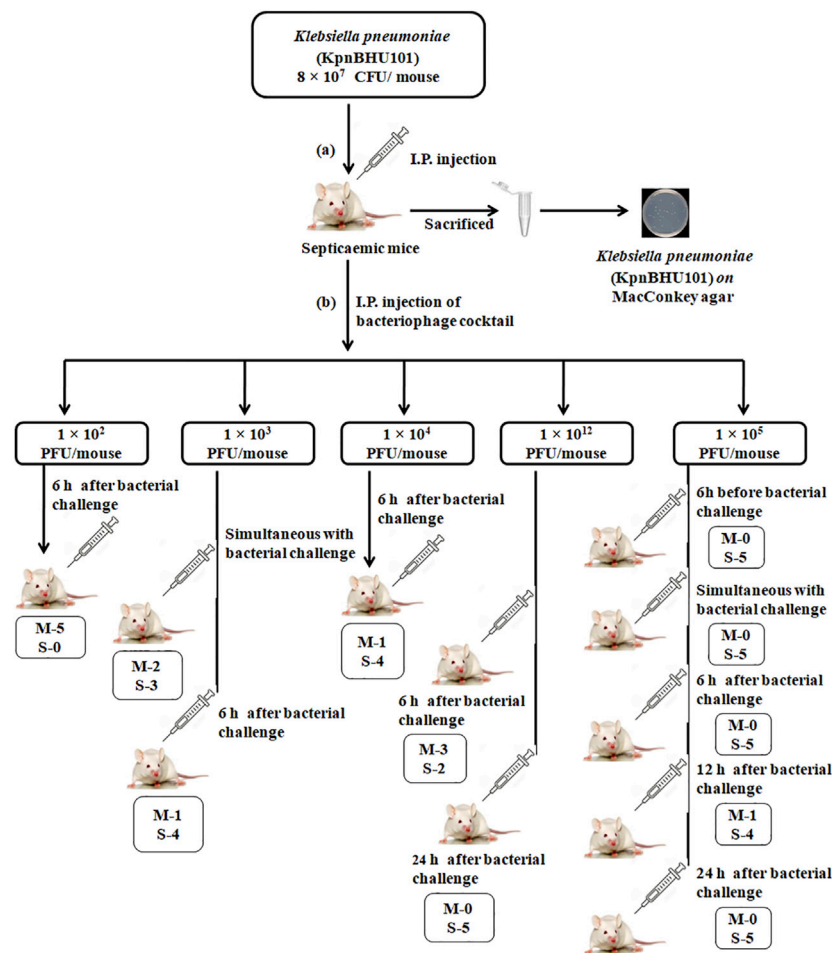 Klebsiella pneumoniae
(KpnBHU101)
8 × 10⁷ CFU/ mouse
(a)
I.P. injection
Sacrificed
Septicaemic mice
Klebsiella pneumoniae
(KpnBHU101) on
MacConkey agar
(b)
I.P. injection of
bacteriophage cocktail
1 × 10²
PFU/mouse
1 × 10³
PFU/mouse
1 × 10⁴
PFU/mouse
1 × 10¹²
PFU/mouse
1 × 10⁵
PFU/mouse
6 h after bacterial
challenge
M-5
S-0
Simultaneous with
bacterial challenge
M-2
S-3
6 h after bacterial
challenge
M-1
S-4
6 h after bacterial
challenge
M-1
S-4
6 h after bacterial
challenge
M-3
S-2
24 h after bacterial
challenge
M-0
S-5
6h before bacterial
challenge
M-0
S-5
Simultaneous with
bacterial challenge
M-0
S-5
6 h after bacterial
challenge
M-0
S-5
12 h after bacterial
challenge
M-1
S-4
24 h after bacterial
challenge
M-0
S-5